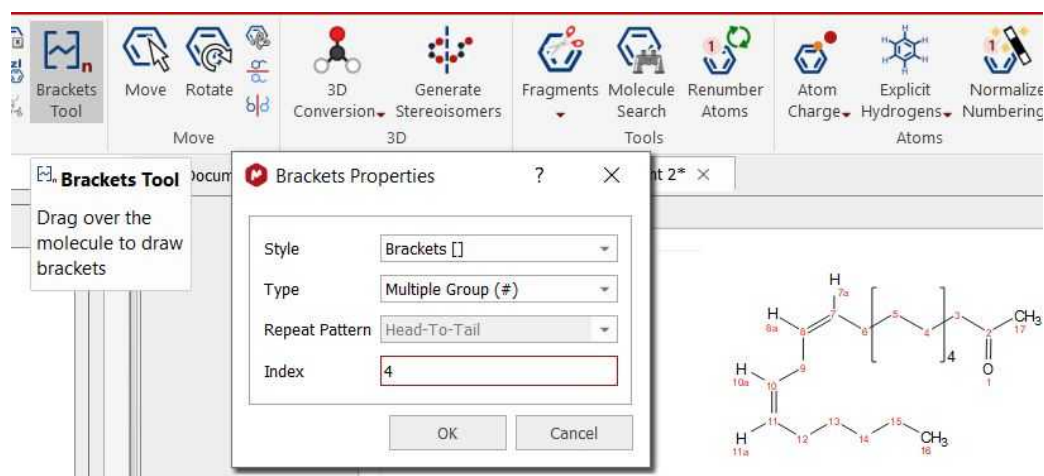 n
Brackets
Tool
Move
Rotate
Move
3D
Conversion
Generate
Stereoisomers
3D
Fragments
Molecule
Search
1
Renumber
Atoms
Tools
Atom
Charge
H
H
H
H
H
H
Explicit
Hydrogens
1
Normalize
Numbering
Atoms
Brackets Tool
Drag over the
molecule to draw
brackets
Docum
nt 2*
Brackets Properties
?
Style
Brackets []
Type
Multiple Group (#)
Repeat Pattern
Head-To-Tail
Index
4
OK
Cancel
H
7a
H
8a
8
7
6
5
4
3
2
17
CH3
4
O
1
9
H
10a
10
11
H
11a
12
13
14
15
CH3
16